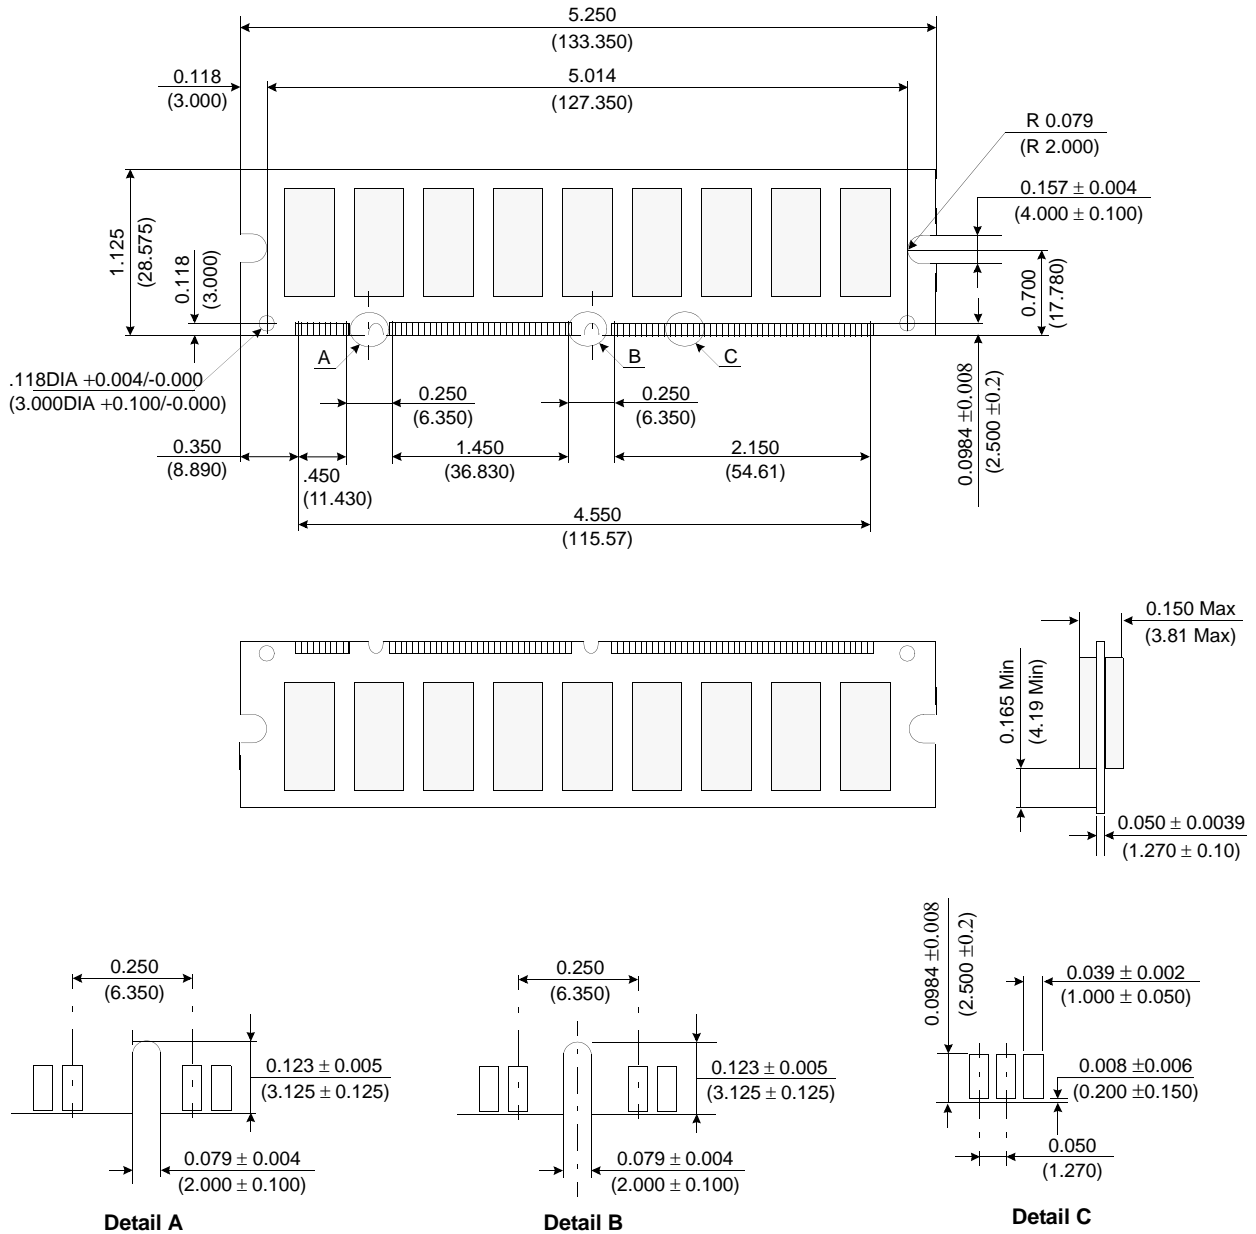 5.250
(133.350)
0.118
(3.000)
5.014
(127.350)
R 0.079
(R 2.000)
0.157 ± 0.004
(4.000 ± 0.100)
1.125
(28.575)
0.118
(3.000)
0.700
(17.780)
A
B
C
.118DIA +0.004/-0.000
(3.000DIA +0.100/-0.000)
0.250
(6.350)
0.250
(6.350)
0.0984 ±0.008
(2.500 ±0.2)
0.350
(8.890)
.450
(11.430)
1.450
(36.830)
2.150
(54.61)
4.550
(115.57)
0.150 Max
(3.81 Max)
0.165 Min
(4.19 Min)
0.050 ± 0.0039
(1.270 ± 0.10)
0.250
(6.350)
0.123 ± 0.005
(3.125 ± 0.125)
0.079 ± 0.004
(2.000 ± 0.100)
Detail A
0.250
(6.350)
0.123 ± 0.005
(3.125 ± 0.125)
0.079 ± 0.004
(2.000 ± 0.100)
Detail B
0.0984 ±0.008
(2.500 ±0.2)
0.039 ± 0.002
(1.000 ± 0.050)
0.008 ±0.006
(0.200 ±0.150)
0.050
(1.270)
Detail C